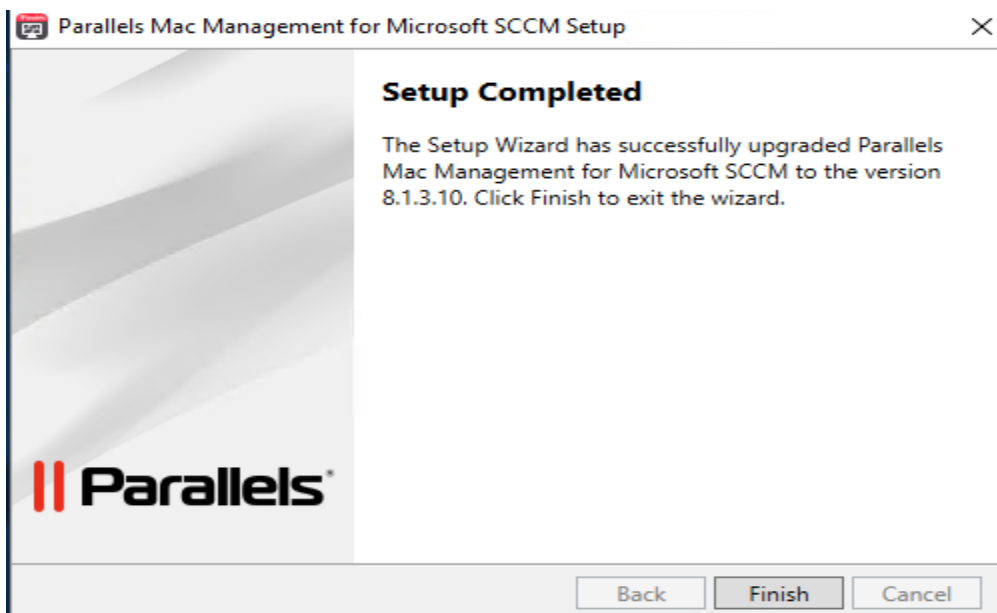 Parallels Mac Management for Microsoft SCCM Setup
Setup Completed
The Setup Wizard has successfully upgraded Parallels
Mac Management for Microsoft SCCM to the version
8.1.3.10. Click Finish to exit the wizard.
Parallels®
Back Finish Cancel